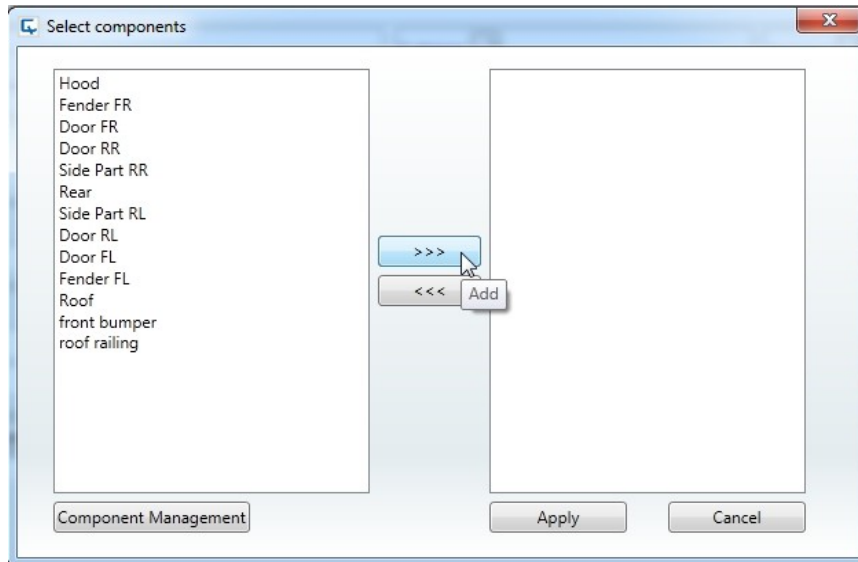 Select components
Hood
Fender FR
Door FR
Door RR
Side Part RR
Rear
Side Part RL
Door RL
Door FL
Fender FL
Roof
front bumper
roof railing
>>>
<<<
Add
Component Management
Apply
Cancel